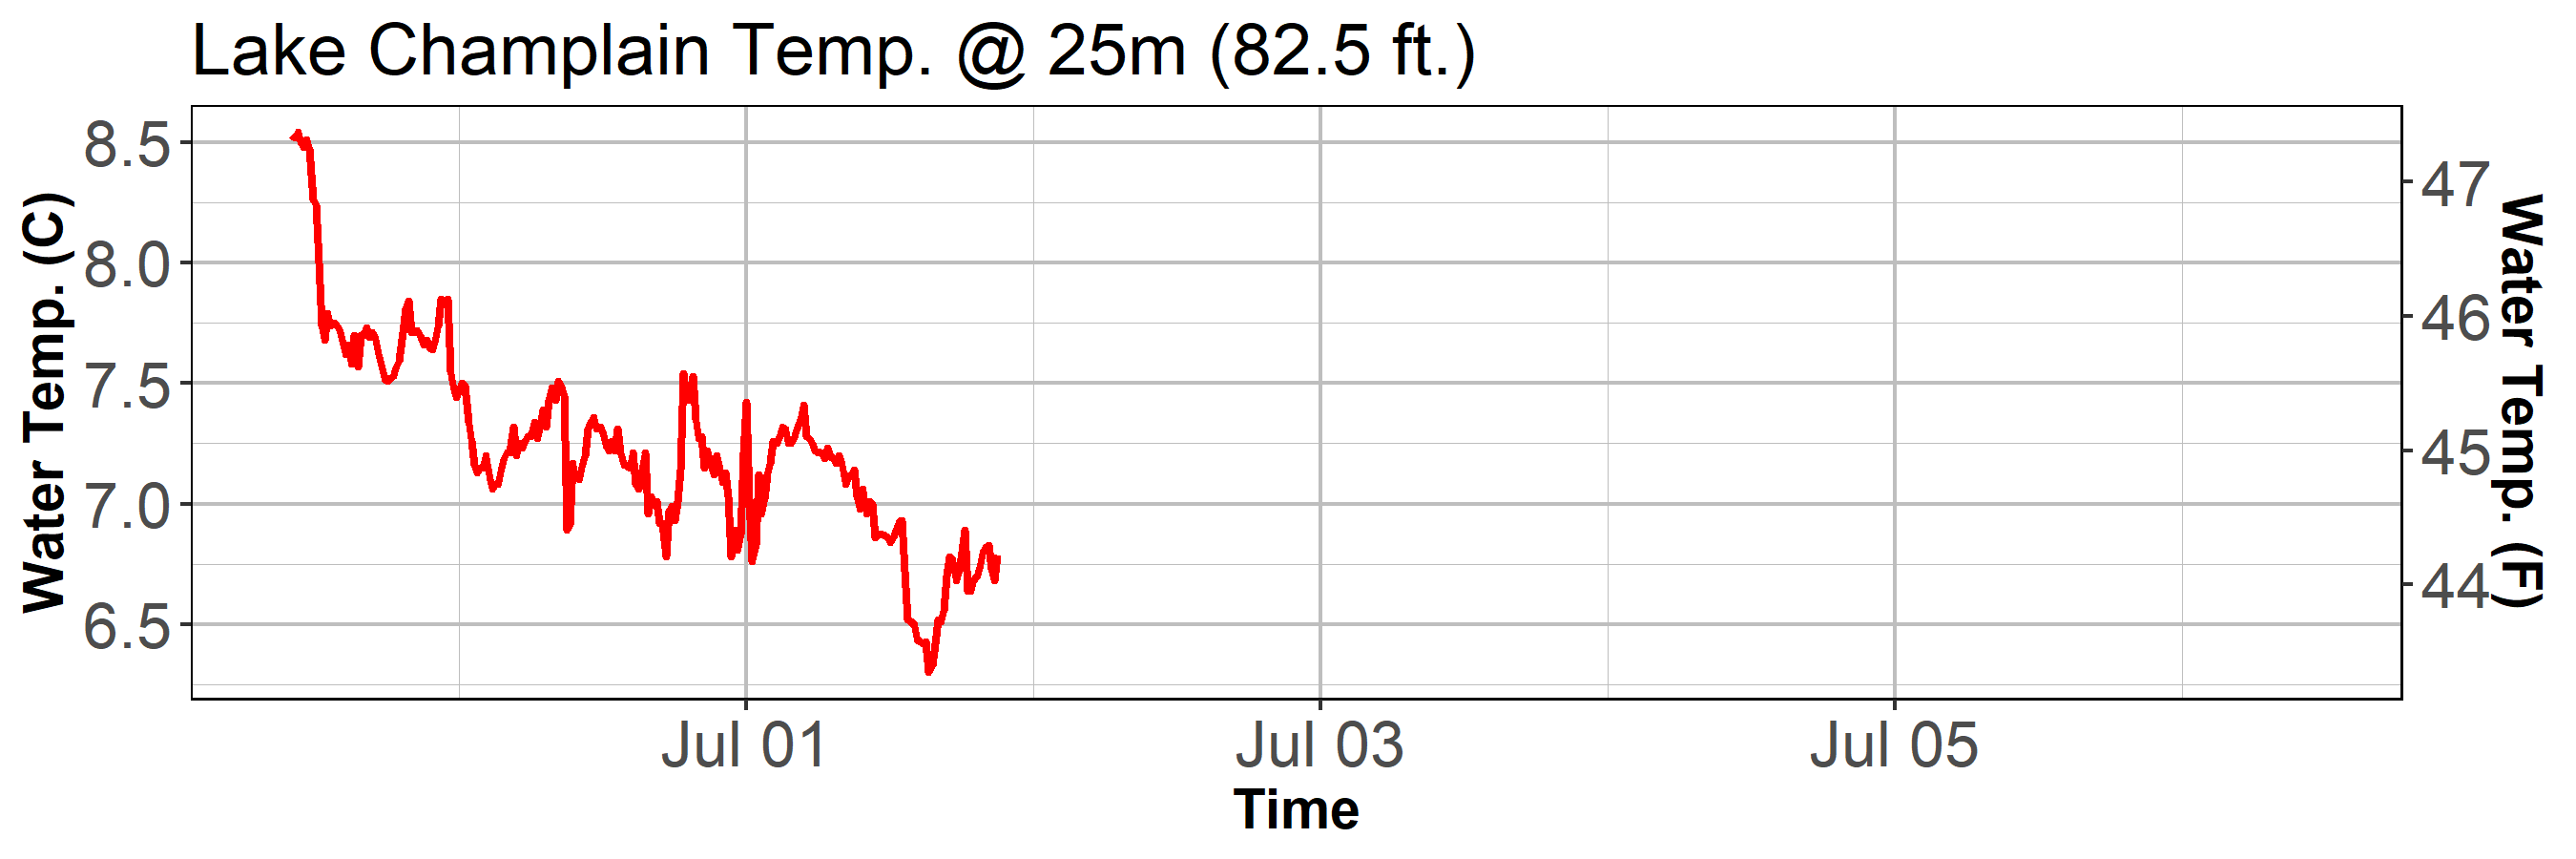 Lake Champlain Temp. @ 25m (82.5 ft.)
Water Temp. (C)
8.5
8.0
7.5
7.0
6.5
47
46
45
44
Water Temp. (F)
Jul 01 Jul 03 Jul 05
Time